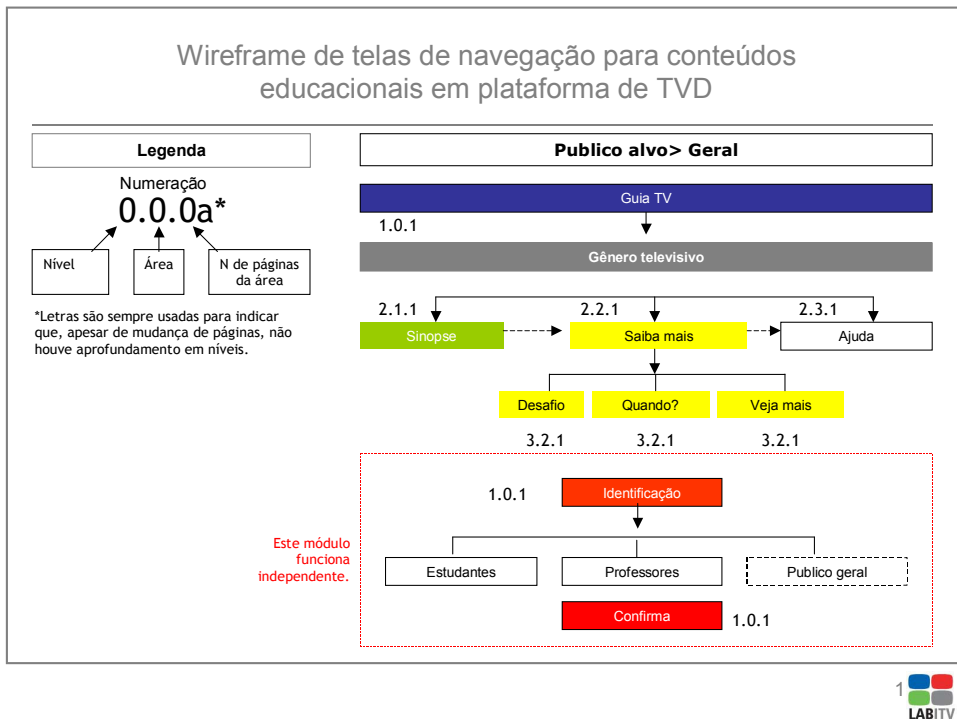 Wireframe de telas de navegação para conteúdos
educacionais em plataforma de TVD
Legenda
Numeração
0.0.0a*
Nível
Área
N de páginas
da área
*Letras são sempre usadas para indicar
que, apesar de mudança de páginas, não
houve aprofundamento em níveis.
Publico alvo> Geral
Guia TV
1.0.1
Gênero televisivo
2.1.1
2.2.1
2.3.1
Sinopse
Saiba mais
Ajuda
Desafio
Quando?
Veja mais
3.2.1
3.2.1
3.2.1
1.0.1
Identificação
Este módulo
funciona
independente.
Estudantes
Professores
Publico geral
Confirma
1.0.1
1
LABITV